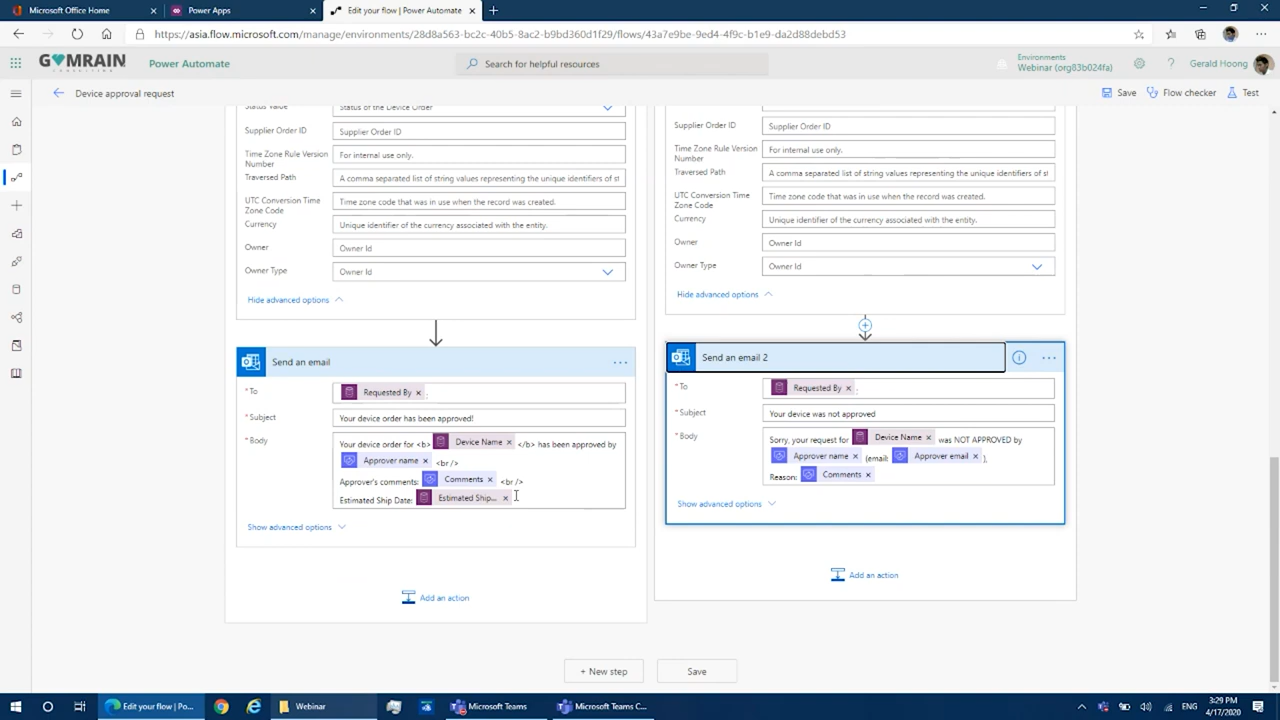 Microsoft Office Home
Power Apps
Edit your flow | Power Automate
https://asia.flow.microsoft.com/manage/environments/28d8a563-bc2c-40b5-8ac2-b9bd360d1f29/flows/43a7e9be-9ed4-4f9c-b1e9-da2d88debd53
GOMRAIN
Power Automate
Search for helpful resources
Environments
Webinar (org83b024fa)
Gerald Hoong
Device approval request
Save
Flow checker
Test
Status Value
Status of the Device Order
Supplier Order ID
Supplier Order ID
Time Zone Rule Version
Number
For internal use only.
Traversed Path
A comma separated list of string values representing the unique identifiers of st
UTC Conversion Time
Zone Code
Time zone code that was in use when the record was created.
Currency
Unique identifier of the currency associated with the entity.
Owner
Owner Id
Owner Type
Owner Id
Hide advanced options
Send an email
* To
Requested By ;
* Subject
Your device order has been approved!
* Body
Your device order for <b> Device Name </b> has been approved by
Approver name <br/>
Approver's comments: Comments <br/>
Estimated Ship Date: Estimated Ship...
Show advanced options
Add an action
Supplier Order ID
Supplier Order ID
Time Zone Rule Version
Number
For internal use only.
Traversed Path
A comma separated list of string values representing the unique identifiers of st
UTC Conversion Time
Zone Code
Time zone code that was in use when the record was created.
Currency
Unique identifier of the currency associated with the entity.
Owner
Owner Id
Owner Type
Owner Id
Hide advanced options
Send an email 2
* To
Requested By ;
* Subject
Your device was not approved
* Body
Sorry, your request for Device Name was NOT APPROVED by
Approver name (email: Approver email ),
Reason: Comments
Show advanced options
Add an action
+ New step
Save
Edit your flow | Po...
Webinar
Microsoft Teams
Microsoft Teams C...
3:29 PM
4/17/2020